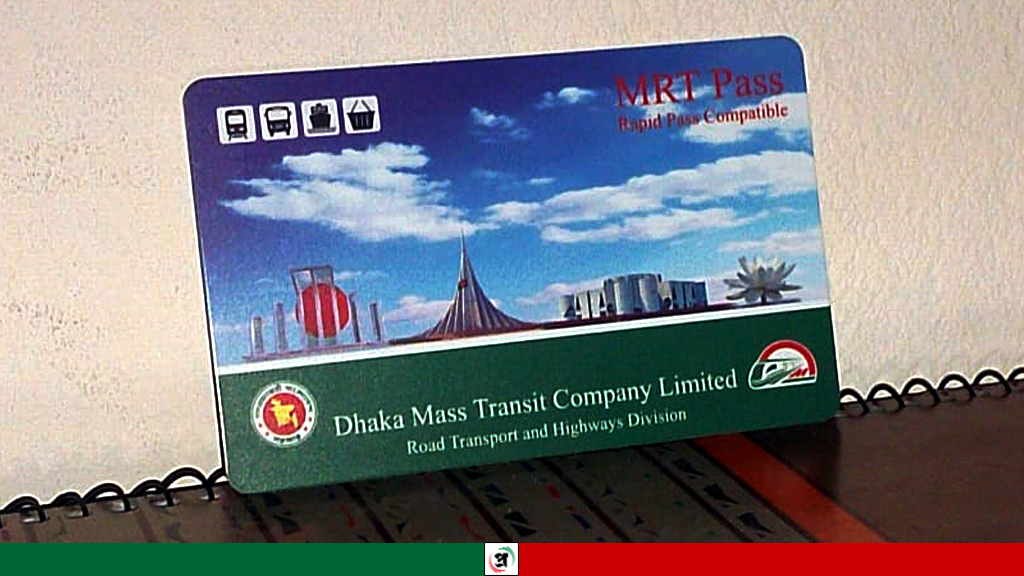 MRT Pass
Rapid Pass Compatible
Dhaka Mass Transit Company Limited
Road Transport and Highways Division
প্র